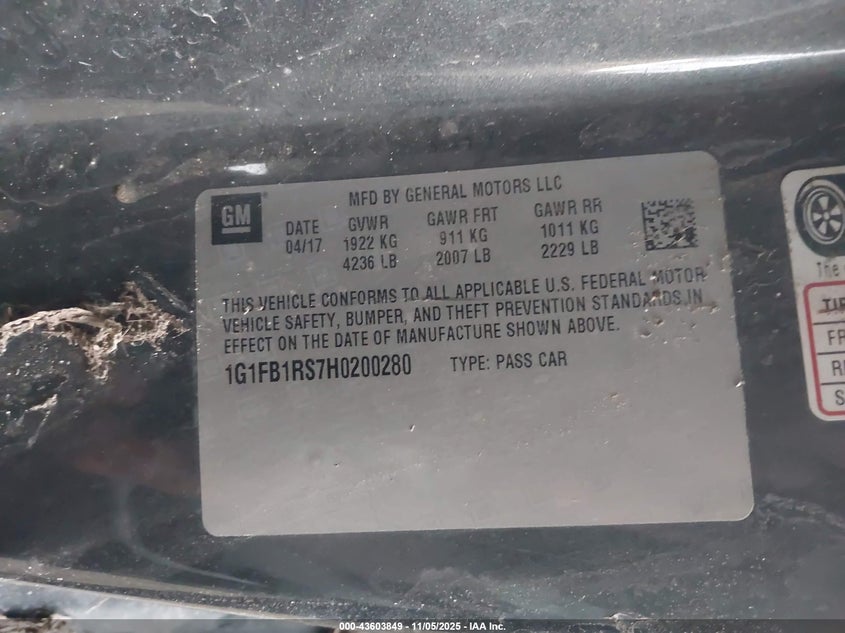 MFD BY GENERAL MOTORS LLC
GM
DATE GVWR GAWR FRT GAWR RR
04/17 1922 KG 911 KG 1011 KG
4236 LB 2007 LB 2229 LB
THIS VEHICLE CONFORMS TO ALL APPLICABLE U.S. FEDERAL MOTOR
VEHICLE SAFETY, BUMPER, AND THEFT PREVENTION STANDARDS IN
EFFECT ON THE DATE OF MANUFACTURE SHOWN ABOVE.
1G1FB1RS7H0200280 TYPE: PASS CAR
The
000-43603849 - 11/05/2025 - IAA Inc.